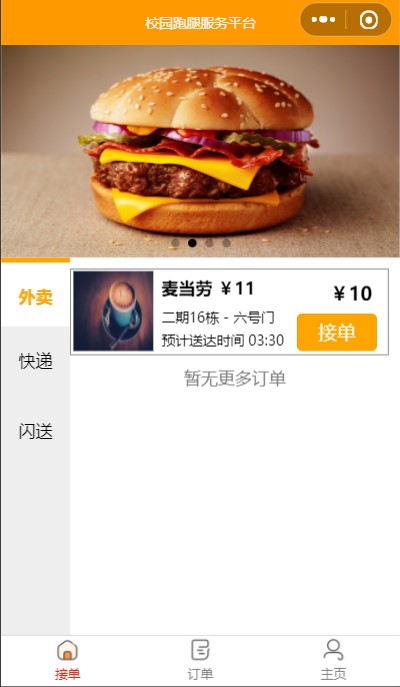 校园跑腿服务平台
外卖
快递
闪送
麦当劳 ￥11
￥10
二期16栋 - 六号门
预计送达时间 03:30
接单
暂无更多订单
接单
订单
主页